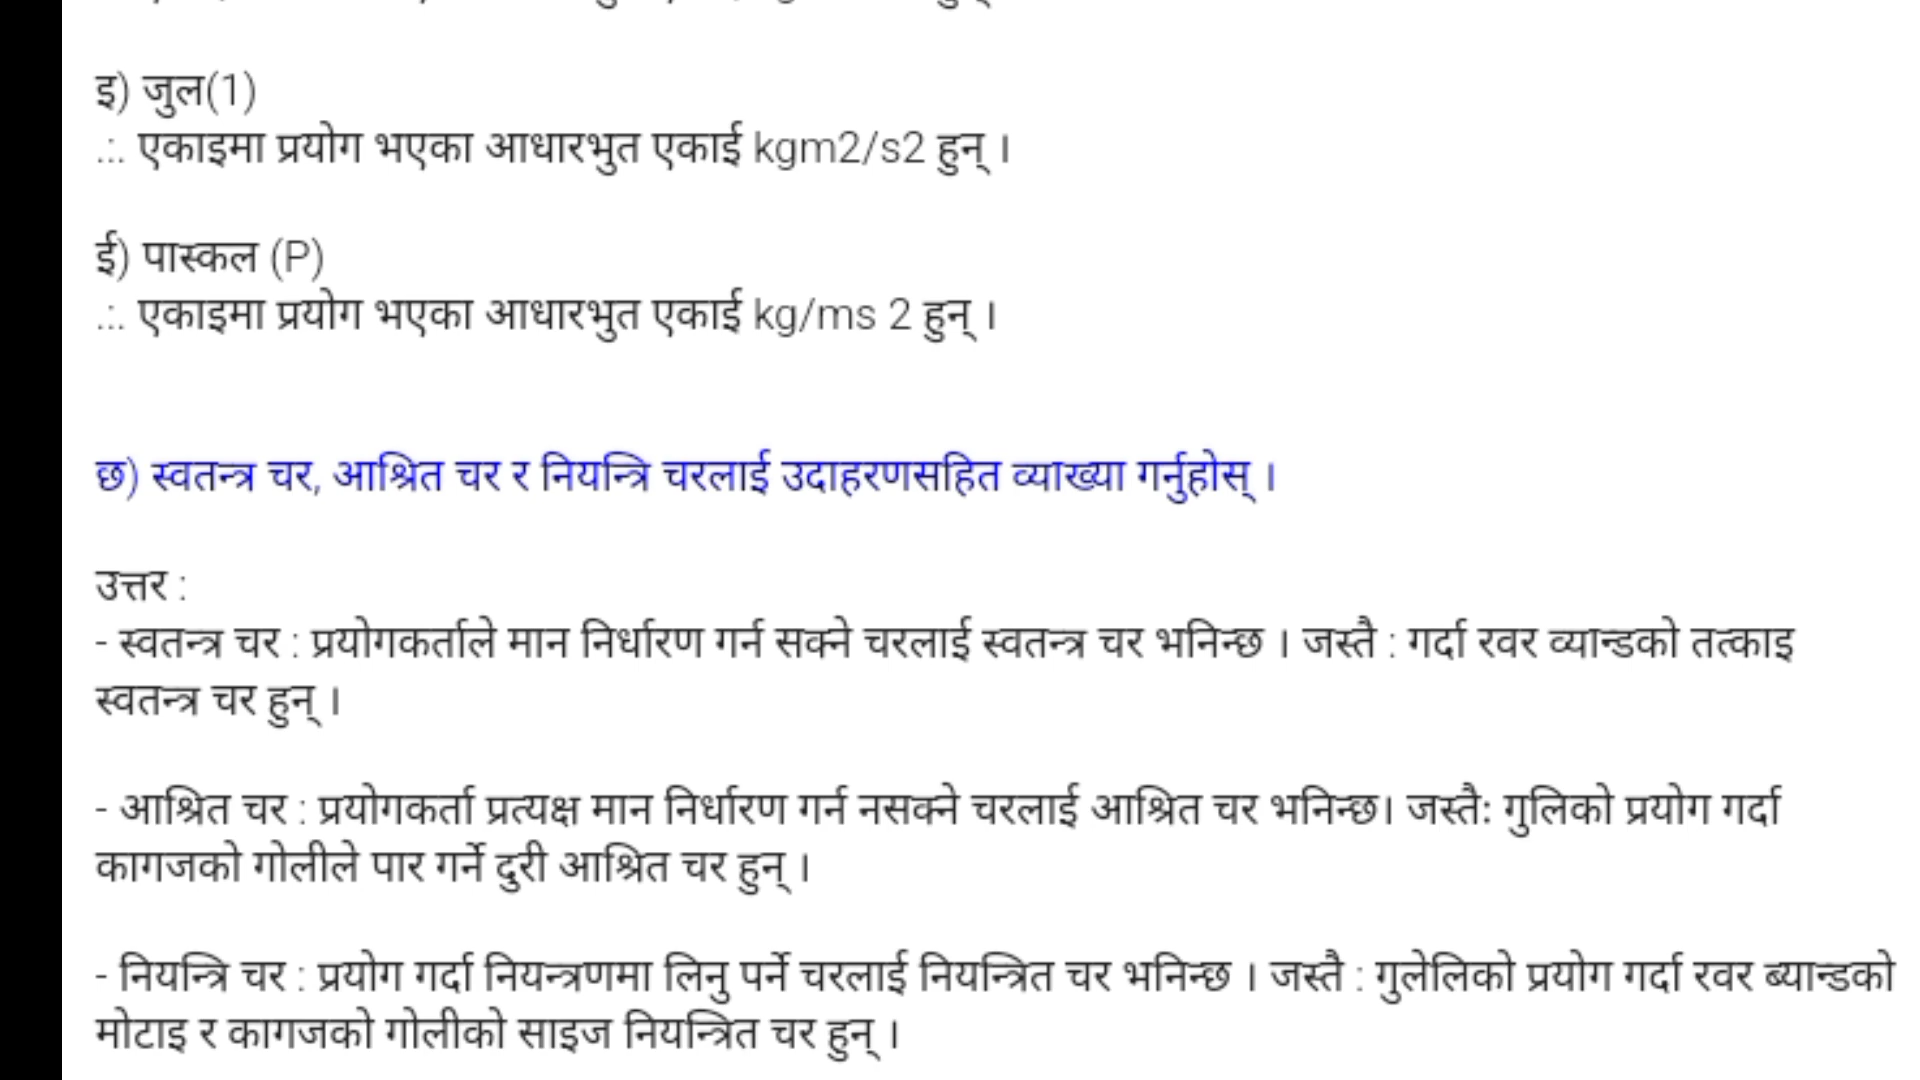 इ) जुल(1)
.:. एकाइमा प्रयोग भएका आधारभुत एकाई kgm2/s2 हुन् ।
ई) पास्कल (P)
.:. एकाइमा प्रयोग भएका आधारभुत एकाई kg/ms 2 हुन् ।
छ) स्वतन्त्र चर, आश्रित चर र नियन्त्रि चरलाई उदाहरणसहित व्याख्या गर्नुहोस् ।
उत्तर :
- स्वतन्त्र चर : प्रयोगकर्ताले मान निर्धारण गर्न सक्ने चरलाई स्वतन्त्र चर भनिन्छ । जस्तै : गर्दा रवर व्यान्डको तत्काइ
स्वतन्त्र चर हुन् ।
- आश्रित चर : प्रयोगकर्ता प्रत्यक्ष मान निर्धारण गर्न नसक्ने चरलाई आश्रित चर भनिन्छ। जस्तैः गुलिको प्रयोग गर्दा
कागजको गोलीले पार गर्ने दुरी आश्रित चर हुन् ।
- नियन्त्रि चर : प्रयोग गर्दा नियन्त्रणमा लिनु पर्ने चरलाई नियन्त्रित चर भनिन्छ । जस्तै : गुलेलिको प्रयोग गर्दा रवर ब्यान्डको
मोटाइ र कागजको गोलीको साइज नियन्त्रित चर हुन् ।